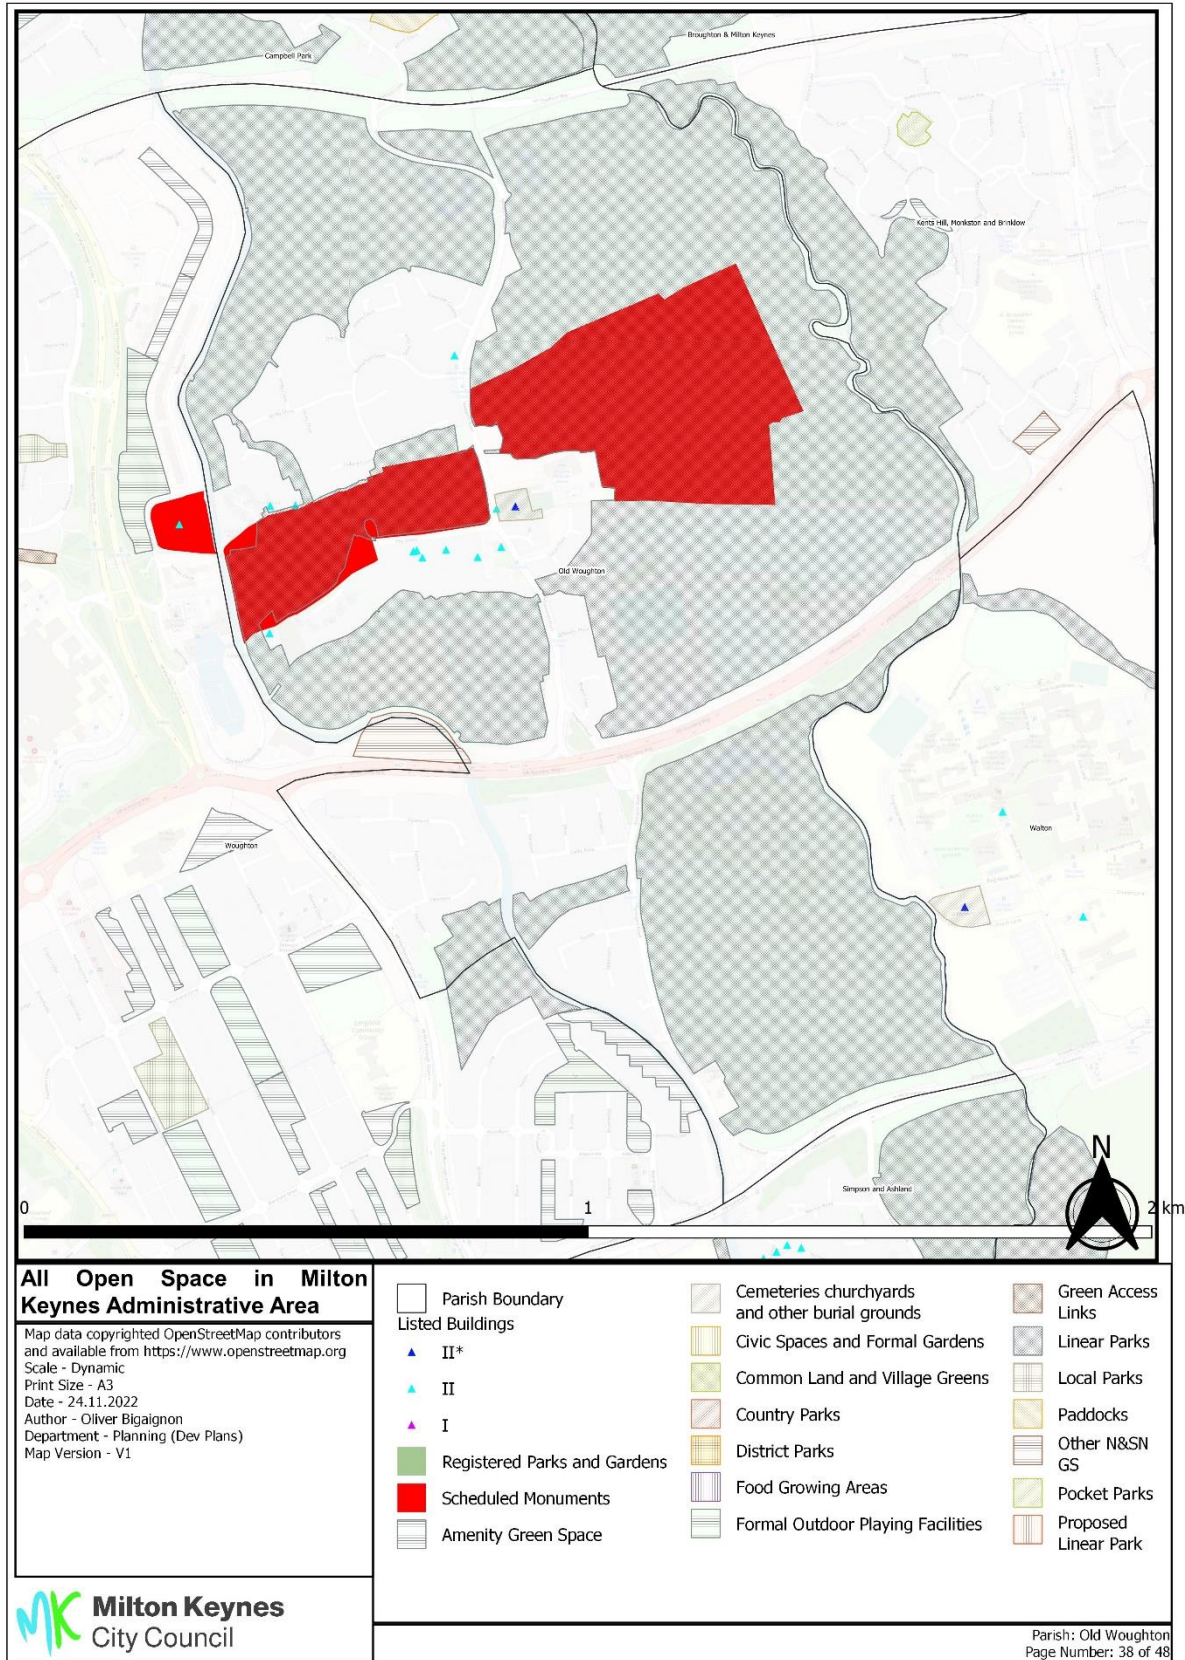 Broughton & Milton Keynes
Campbell Park
Kents Hill, Monkston and Brinklow
Old Woughton
Walton
Woughton
Simpson and Ashland
N
0
1
2 km
All Open Space in Milton
Keynes Administrative Area
Map data copyrighted OpenStreetMap contributors
and available from https://www.openstreetmap.org
Scale - Dynamic
Print Size - A3
Date - 24.11.2022
Author - Oliver Bigaignon
Department - Planning (Dev Plans)
Map Version - V1
MK Milton Keynes
City Council
Parish Boundary
Listed Buildings
II*
II
I
Registered Parks and Gardens
Scheduled Monuments
Amenity Green Space
Cemeteries churchyards
and other burial grounds
Civic Spaces and Formal Gardens
Common Land and Village Greens
Country Parks
District Parks
Food Growing Areas
Formal Outdoor Playing Facilities
Green Access
Links
Linear Parks
Local Parks
Paddocks
Other N&SN
GS
Pocket Parks
Proposed
Linear Park
Parish: Old Woughton
Page Number: 38 of 48